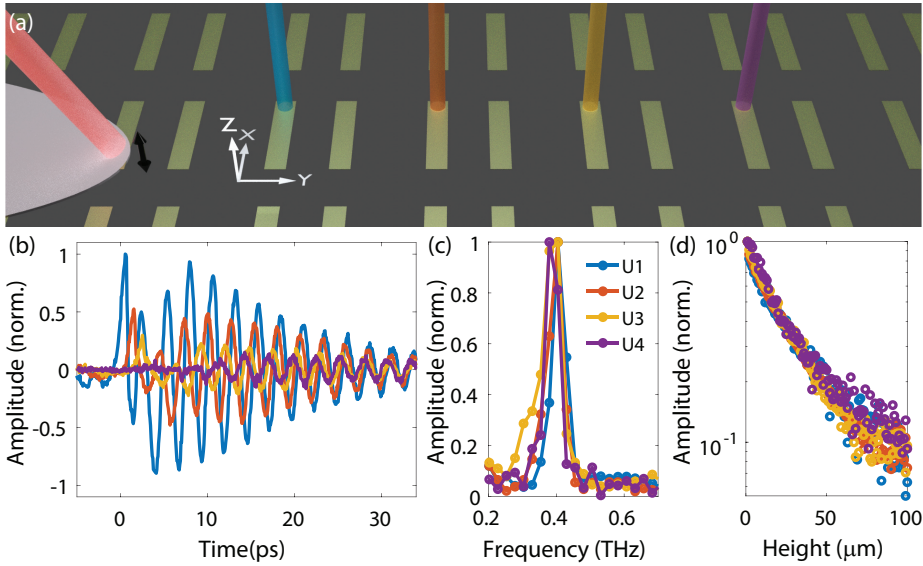 (a)
Z
X
Y
(b)
Amplitude (norm.)
1
0.5
0
-0.5
-1
0
10
20
30
Time(ps)
(c)
Amplitude (norm.)
1
0.8
0.6
0.4
0.2
0
0.2
0.4
0.6
Frequency (THz)
U1
U2
U3
U4
(d)
Amplitude (norm.)
10^0
10^-1
0
50
100
Height (μm)